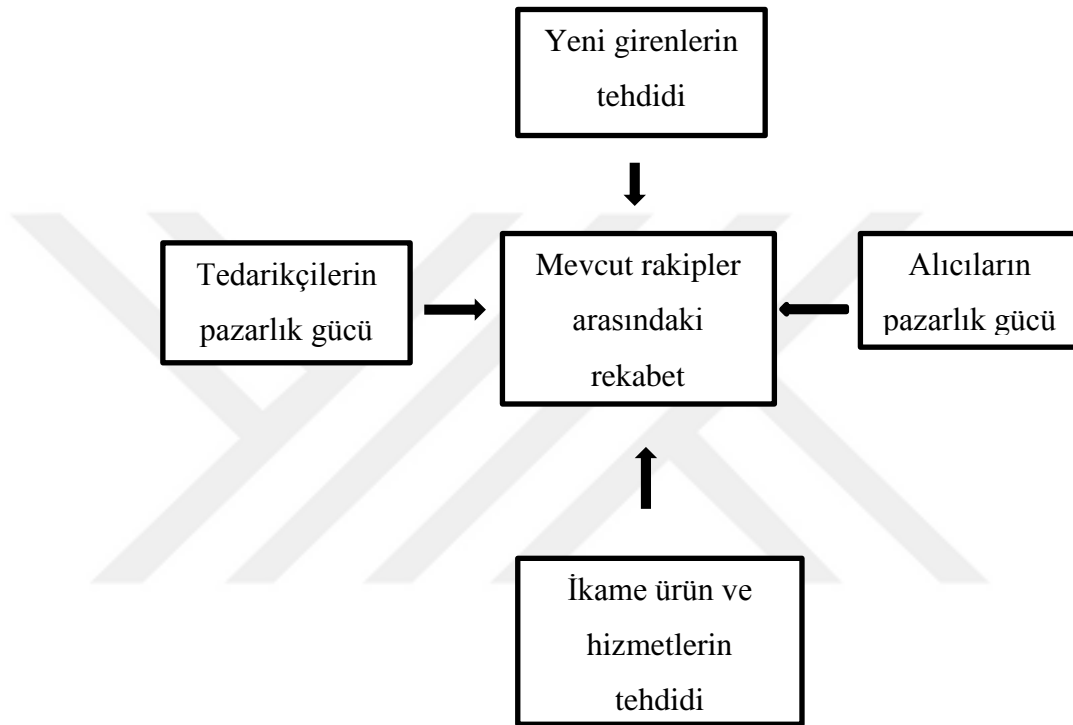 Yeni girenlerin
tehdidi
Tedarikçilerin
pazarlık gücü
Mevcut rakipler
arasındaki
rekabet
Alıcıların
pazarlık gücü
İkame ürün ve
hizmetlerin
tehdidi